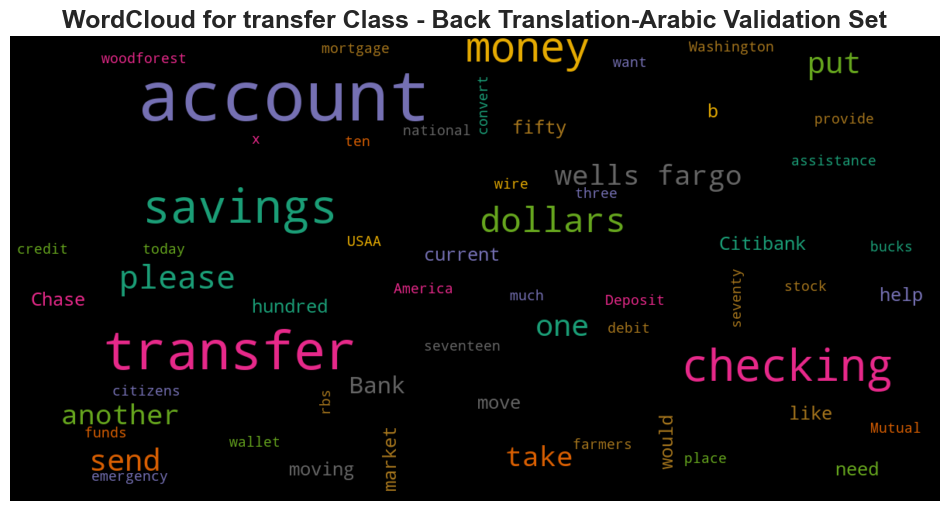 WordCloud for transfer Class - Back Translation-Arabic Validation Set
woodforest
mortgage
money
want
Washington
put
account
convert
b
provide
x
ten
national
fifty
assistance
wells fargo
wire
three
savings
dollars
credit
today
USAA
current
Citibank
bucks
please
Chase
hundred
America
much
Deposit
seventy
stock
help
one
debit
transfer
seventeen
checking
citizens
Bank
rbs
move
another
like
funds
wallet
market
farmers
would
Mutual
send
emergency
moving
take
place
need